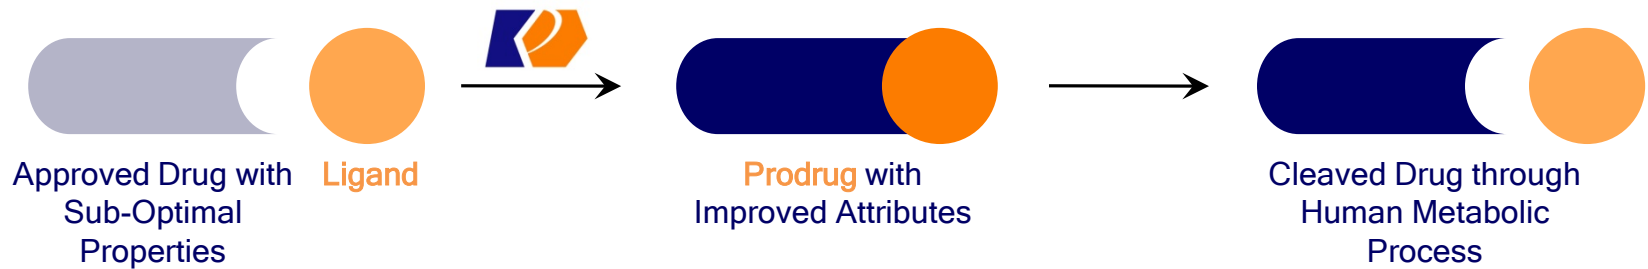 Approved Drug with
Sub-Optimal
Properties
Ligand
Prodrug with
Improved Attributes
Cleaved Drug through
Human Metabolic
Process